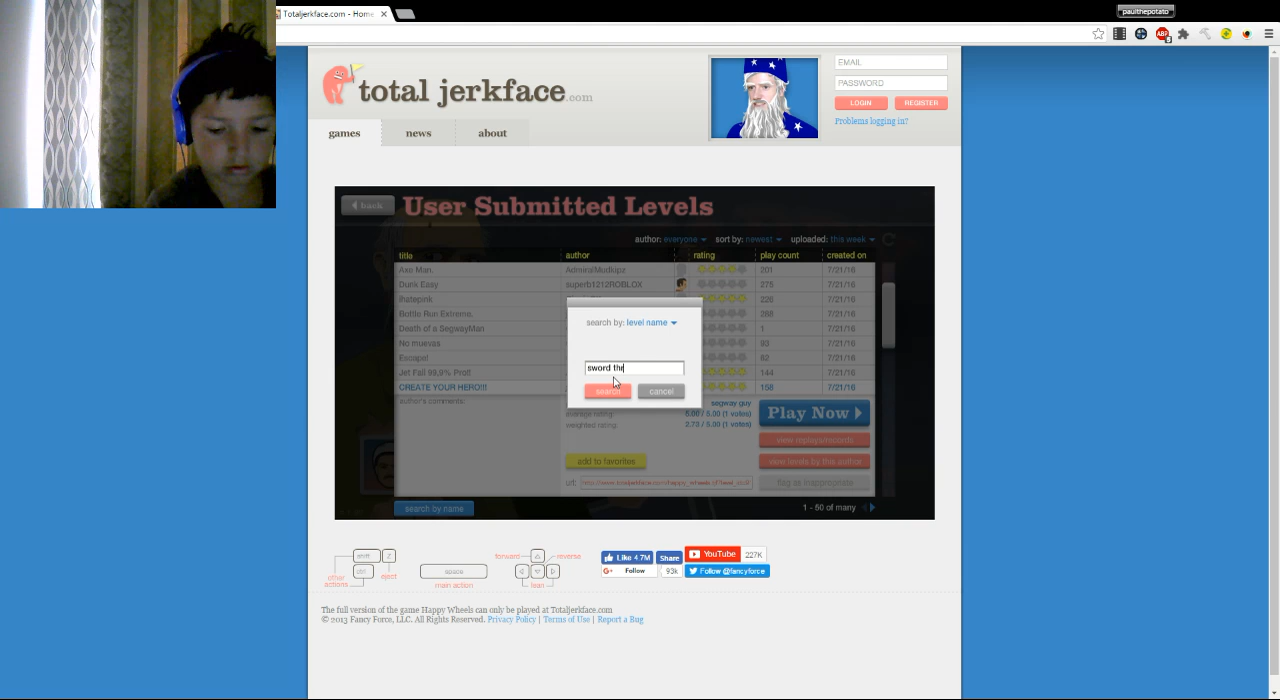 Totaljerkface.com - Home
paulthepotato
total jerkface.com
EMAIL
PASSWORD
LOGIN REGISTER
Problems logging in?
games news about
back User Submitted Levels
author: everyone sort by: newest uploaded: this week
title author rating play count created on
Axe Man. AdmiralMudkipz 201 7/21/16
Dunk Easy superb1212ROBLOX 275 7/21/16
ihatepink 226 7/21/16
Bottle Run Extreme. 288 7/21/16
Death of a SegwayMan 1 7/21/16
No muevas 93 7/21/16
Escape! 82 7/21/16
Jet Fall 99.9% Pro!! 144 7/21/16
CREATE YOUR HERO!!! 156 7/21/16
search by: level name
sword thr
search cancel
author's comments:
segway guy
average rating: 5.00 / 5.00 (1 votes)
weighted rating: 2.73 / 5.00 (1 votes)
Play Now
view replays/records
add to favorites
view levels by this author
url:
flag as inappropriate
search by name
1 - 50 of many
shift Z
ctrl
eject
other
actions
space
main action
forward reverse
lean
Like 4.7M Share YouTube 227K
Follow 93k Follow @fancyforce
The full version of the game Happy Wheels can only be played at Totaljerkface.com
© 2013 Fancy Force, LLC. All Rights Reserved. Privacy Policy | Terms of Use | Report a Bug